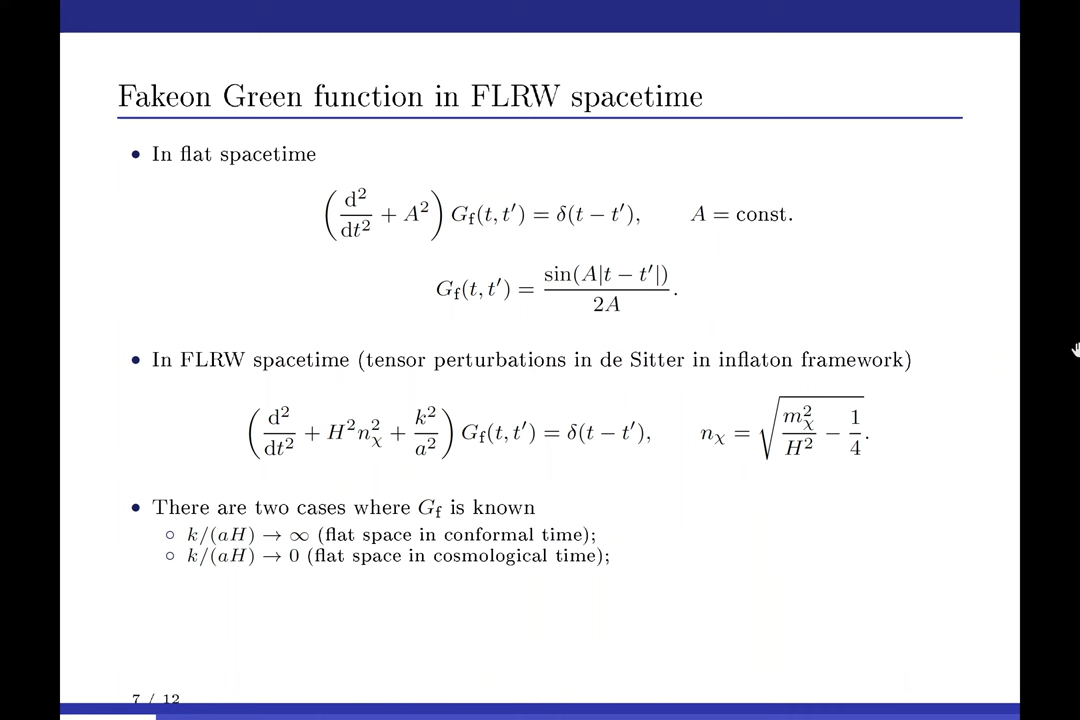 Fakeon Green function in FLRW spacetime
• In flat spacetime
(d²/dt² + A²) G_f(t, t′) = δ(t − t′), A = const.
G_f(t, t′) = sin(A|t − t′|)/2A .
• In FLRW spacetime (tensor perturbations in de Sitter in inflaton framework)
(d²/dt² + H²n_χ² + k²/a²) G_f(t, t′) = δ(t − t′), n_χ = √(m_χ²/H² − 1/4).
• There are two cases where G_f is known
◦ k/(aH) → ∞ (flat space in conformal time);
◦ k/(aH) → 0 (flat space in cosmological time);
7 / 12